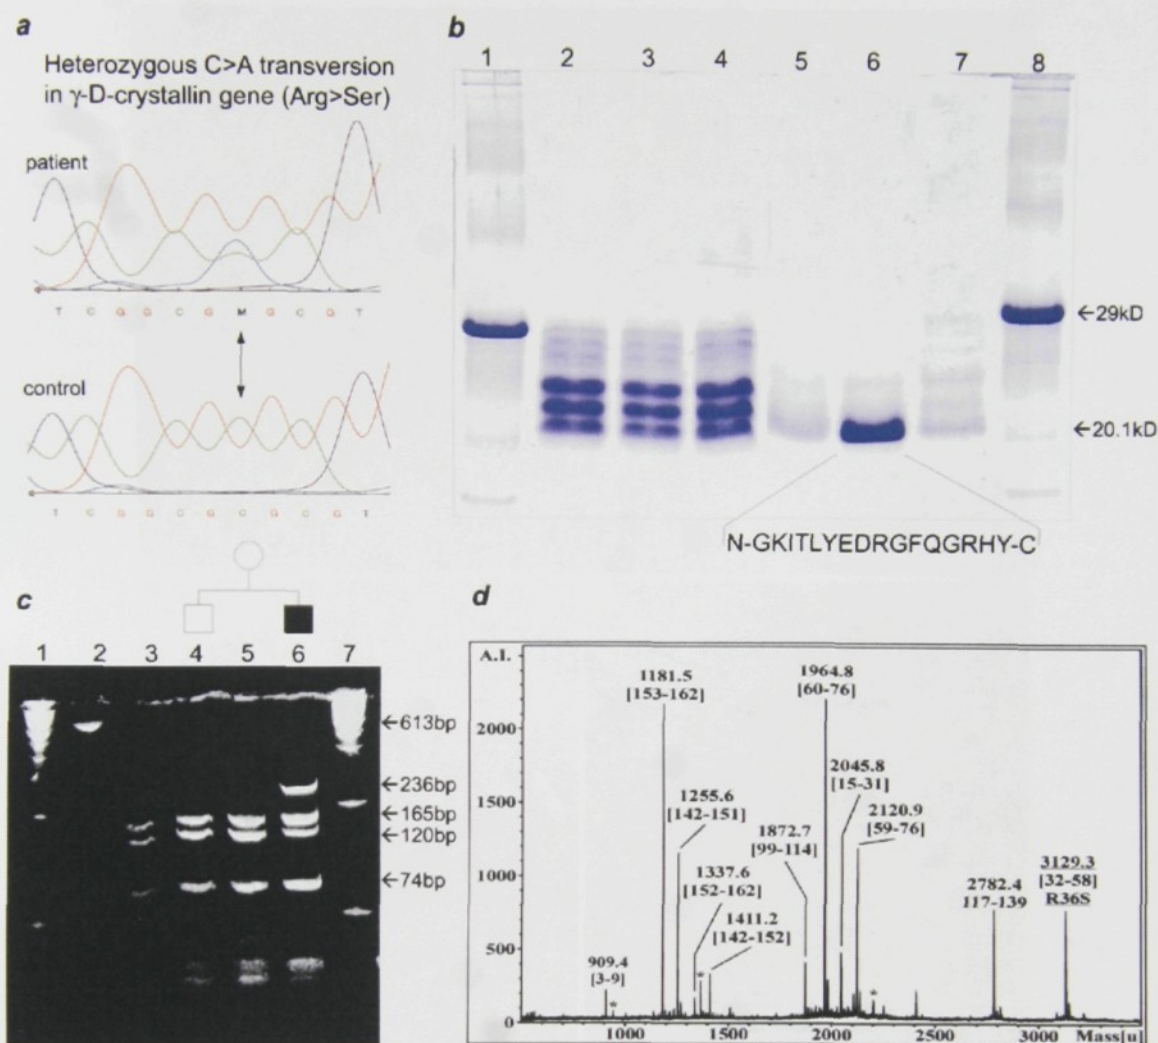 a
Heterozygous C>A transversion
in γ-D-crystallin gene (Arg>Ser)
patient
T C G G C G M G C G T
control
T C G G C G C G C G T
b
1 2 3 4 5 6 7 8
←29kD
←20.1kD
N-GKITLYEDRGFQGRHY-C
c
1 2 3 4 5 6 7
←613bp
←236bp
←165bp
←120bp
←74bp
d
A.I.
2000
1500
1000
500
0
1000 1500 2000 2500 3000 Mass[u]
909.4
[3-9]
*
1181.5
[153-162]
1255.6
[142-151]
1337.6
[152-162]
*
1411.2
[142-152]
1872.7
[99-114]
1964.8
[60-76]
2045.8
[15-31]
2120.9
[59-76]
*
2782.4
117-139
3129.3
[32-58]
R36S